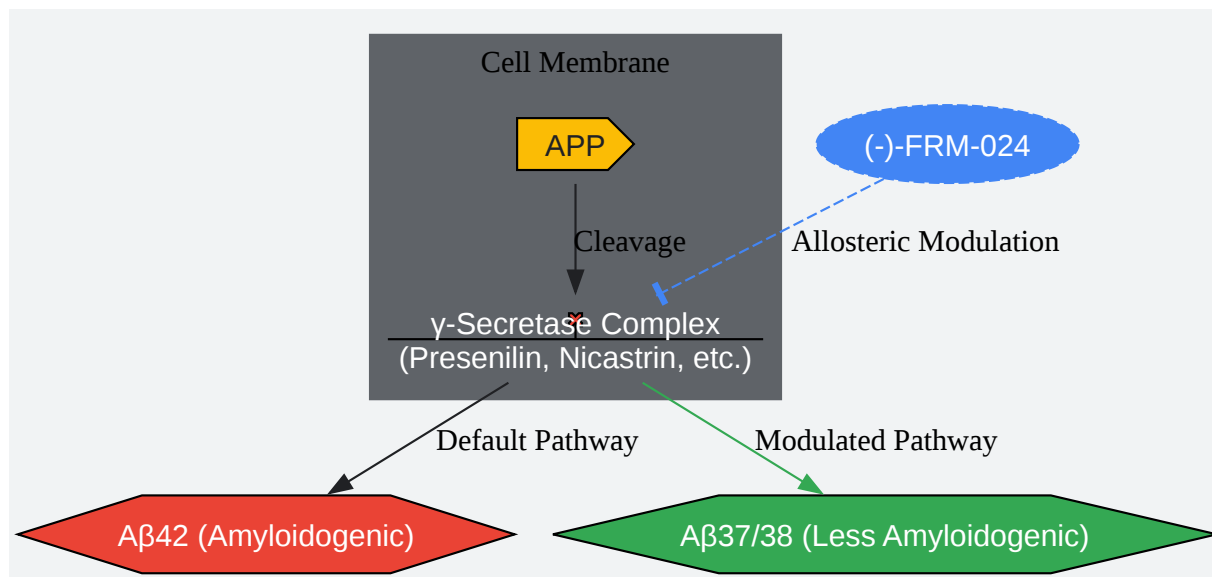 Cell Membrane
APP
(-)-FRM-024
Cleavage
Allosteric Modulation
γ-Secretase Complex
(Presenilin, Nicastrin, etc.)
Default Pathway
Modulated Pathway
Aβ42 (Amyloidogenic)
Aβ37/38 (Less Amyloidogenic)